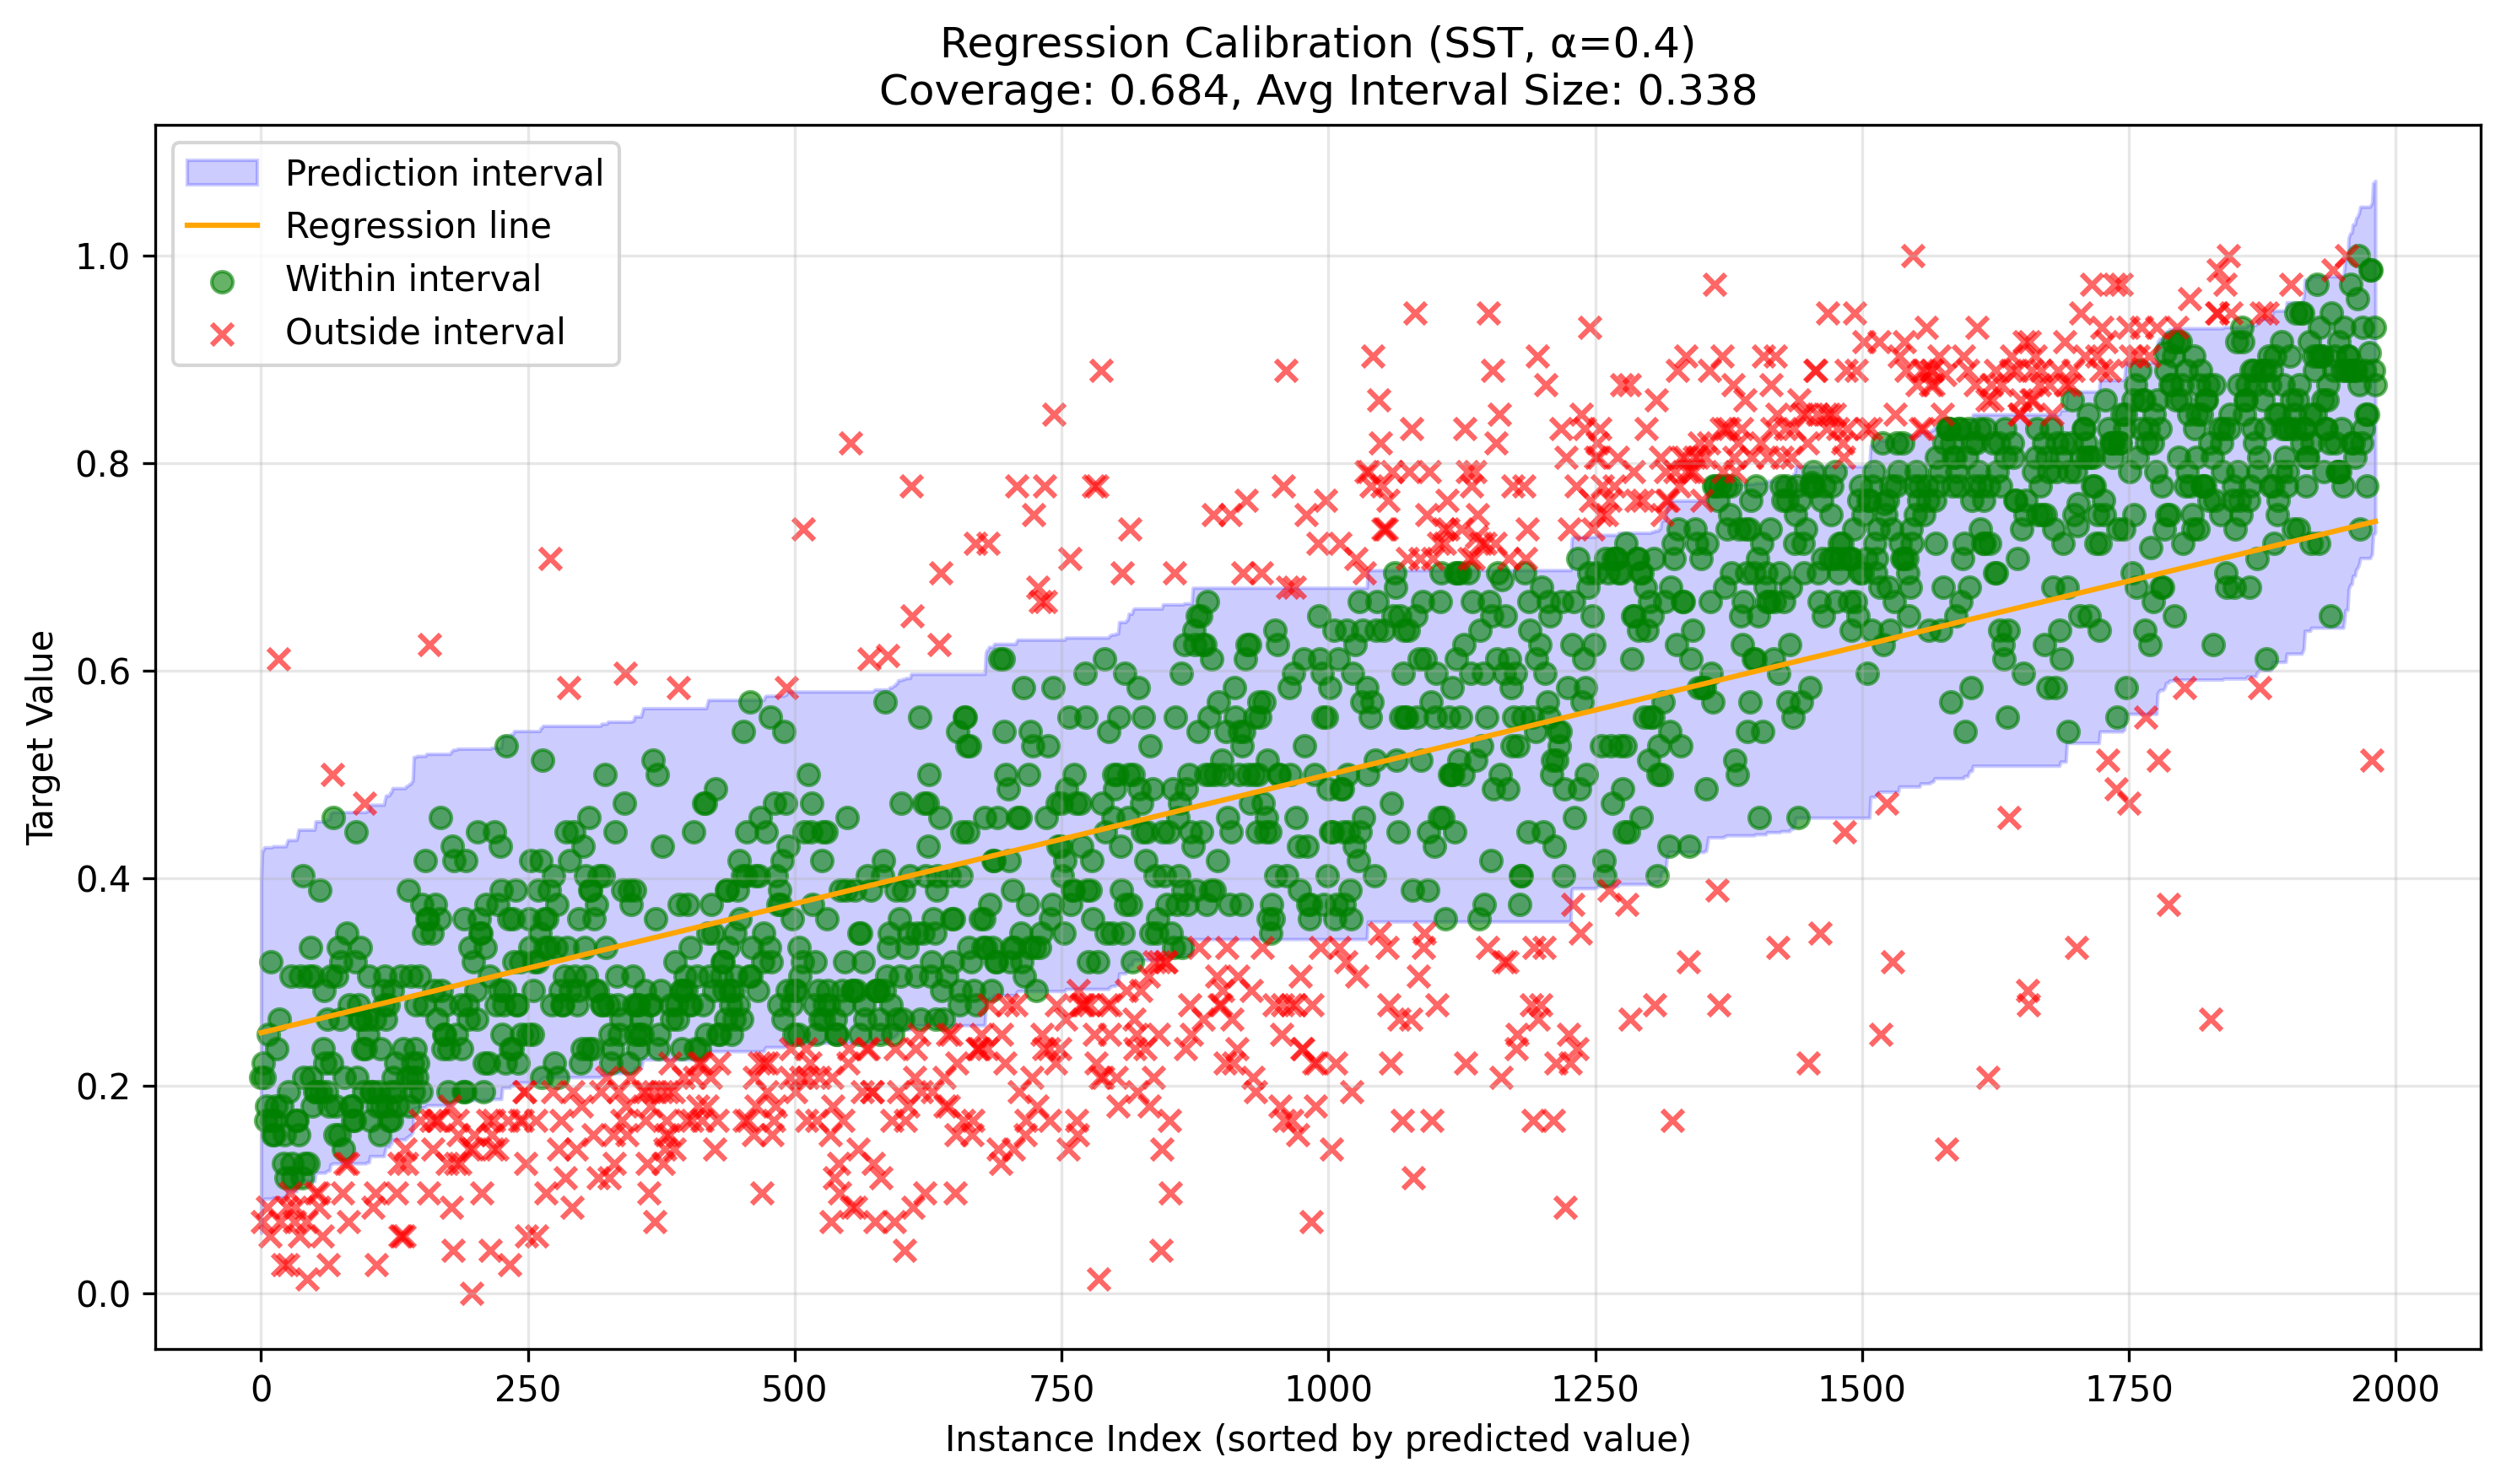 Regression Calibration (SST, α=0.4)
Coverage: 0.684, Avg Interval Size: 0.338
Prediction interval
Regression line
Within interval
Outside interval
Target Value
1.0
0.8
0.6
0.4
0.2
0.0
0 250 500 750 1000 1250 1500 1750 2000
Instance Index (sorted by predicted value)